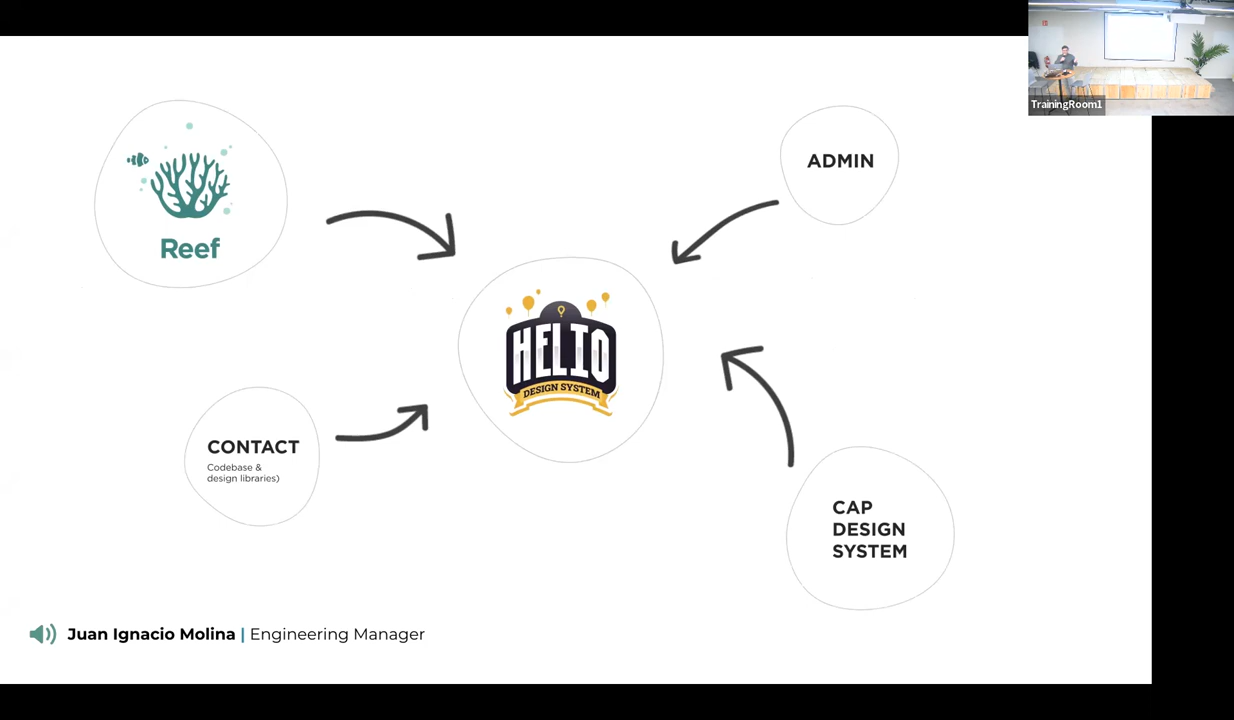 TrainingRoom1
Reef
ADMIN
HELIO
DESIGN SYSTEM
CONTACT
Codebase &
design libraries)
CAP
DESIGN
SYSTEM
Juan Ignacio Molina | Engineering Manager